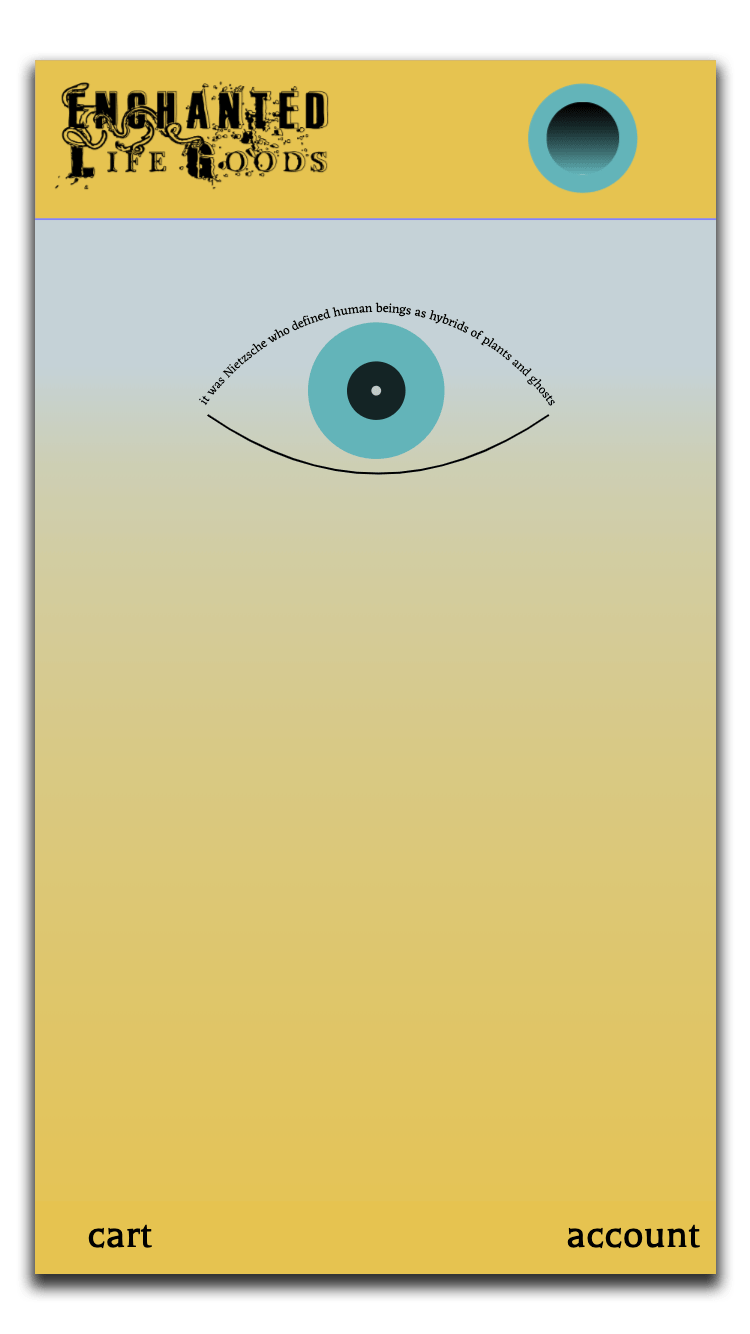 ENCHANTED
LIFE GOODS
it was Nietzsche who defined human beings as hybrids of plants and ghosts
cart
account